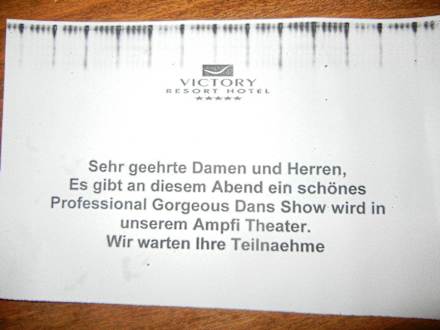 VICTORY
RESORT HOTEL
★★★★★
Sehr geehrte Damen und Herren,
Es gibt an diesem Abend ein schönes
Professional Gorgeous Dans Show wird in
unserem Ampfi Theater.
Wir warten Ihre Teilnaehme